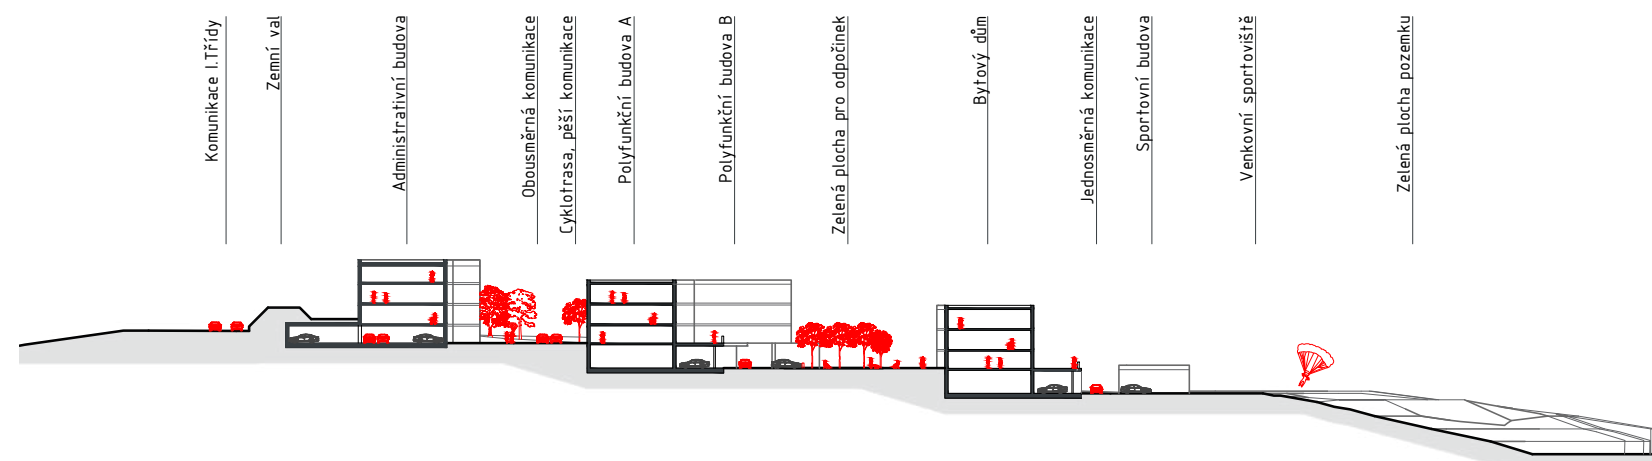 Komunikace I.Třídy
Zemní val
Administrativní budova
Obousměrná komunikace
Cyklotrasa, pěší komunikace
Polyfunkční budova A
Polyfunkční budova B
Zelená plocha pro odpočinek
Bytový dům
Jednosměrná komunikace
Sportovní budova
Venkovní sportoviště
Zelená plocha pozemku